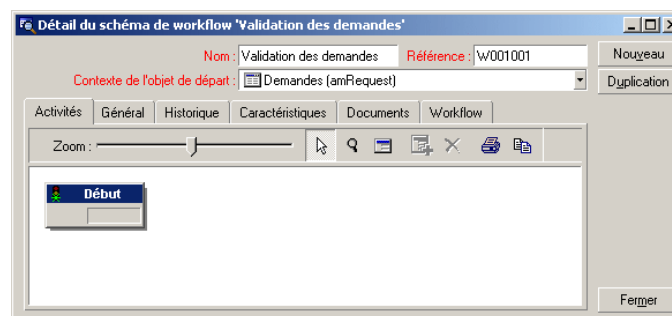 Détail du schéma de workflow 'Validation des demandes'
Nom : Validation des demandes Référence : W001001 Nouveau
Contexte de l'objet de départ : Demandes (amRequest) Duplication
Activités Général Historique Caractéristiques Documents Workflow
Zoom :
Début
Fermer